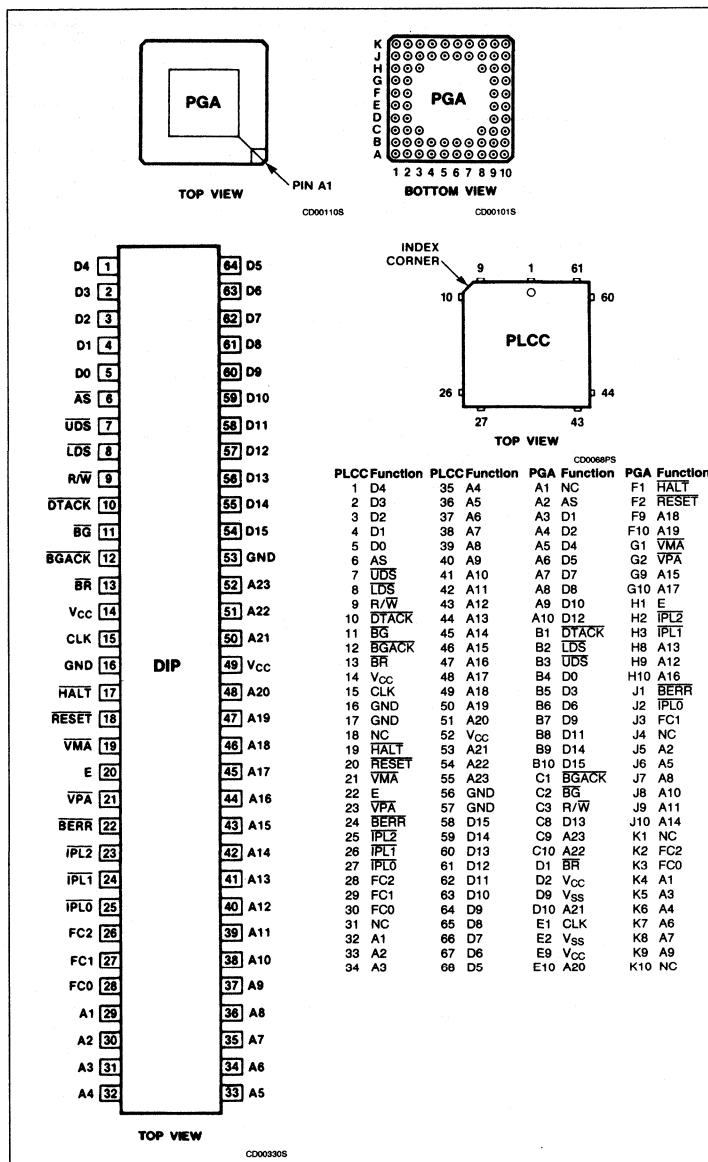 K
J
H
G
F
E
D
C
B
A
PGA
PGA
PIN A1
1 2 3 4 5 6 7 8 9 10
TOP VIEW
BOTTOM VIEW
CD00110S
CD00101S
D4 1
D3 2
D2 3
D1 4
D0 5
AS 6
UDS 7
LDS 8
R/W 9
DTACK 10
BG 11
BGACK 12
BR 13
VCC 14
CLK 15
GND 16
HALT 17
RESET 18
VMA 19
E 20
VPA 21
BERR 22
IPL2 23
IPL1 24
IPL0 25
FC2 26
FC1 27
FC0 28
A1 29
A2 30
A3 31
A4 32
DIP
64 D5
63 D6
62 D7
61 D8
60 D9
59 D10
58 D11
57 D12
56 D13
55 D14
54 D15
53 GND
52 A23
51 A22
50 A21
49 VCC
48 A20
47 A19
46 A18
45 A17
44 A16
43 A15
42 A14
41 A13
40 A12
39 A11
38 A10
37 A9
36 A8
35 A7
34 A6
33 A5
TOP VIEW
CD00330S
INDEX
CORNER
9 1 61
10 60
PLCC
26 44
27 43
TOP VIEW
CD0068PS
PLCC Function PLCC Function PGA Function PGA Function
1 D4 35 A4 A1 NC F1 HALT
2 D3 36 A5 A2 AS F2 RESET
3 D2 37 A6 A3 D1 F9 A18
4 D1 38 A7 A4 D2 F10 A19
5 D0 39 A8 A5 D4 G1 VMA
6 AS 40 A9 A6 D5 G2 VPA
7 UDS 41 A10 A7 D7 G9 A15
8 LDS 42 A11 A8 D8 G10 A17
9 R/W 43 A12 A9 D10 H1 E
10 DTACK 44 A13 A10 D12 H2 IPL2
11 BG 45 A14 B1 DTACK H3 IPL1
12 BGACK 46 A15 B2 LDS H8 A13
13 BR 47 A16 B3 UDS H9 A12
14 VCC 48 A17 B4 D0 H10 A16
15 CLK 49 A18 B5 D3 J1 BERR
16 GND 50 A19 B6 D6 J2 IPL0
17 GND 51 A20 B7 D9 J3 FC1
18 NC 52 VCC B8 D11 J4 NC
19 HALT 53 A21 B9 D14 J5 A2
20 RESET 54 A22 B10 D15 J6 A5
21 VMA 55 A23 C1 BGACK J7 A8
22 E 56 GND C2 BG J8 A10
23 VPA 57 GND C3 R/W J9 A11
24 BERR 58 D15 C8 D13 J10 A14
25 IPL2 59 D14 C9 A23 K1 NC
26 IPL1 60 D13 C10 A22 K2 FC2
27 IPL0 61 D12 D1 BR K3 FC0
28 FC2 62 D11 D2 VCC K4 A1
29 FC1 63 D10 D9 VSS K5 A3
30 FC0 64 D9 D10 A21 K6 A4
31 NC 65 D8 E1 CLK K7 A6
32 A1 66 D7 E2 VSS K8 A7
33 A2 67 D6 E9 VCC K9 A9
34 A3 68 D5 E10 A20 K10 NC